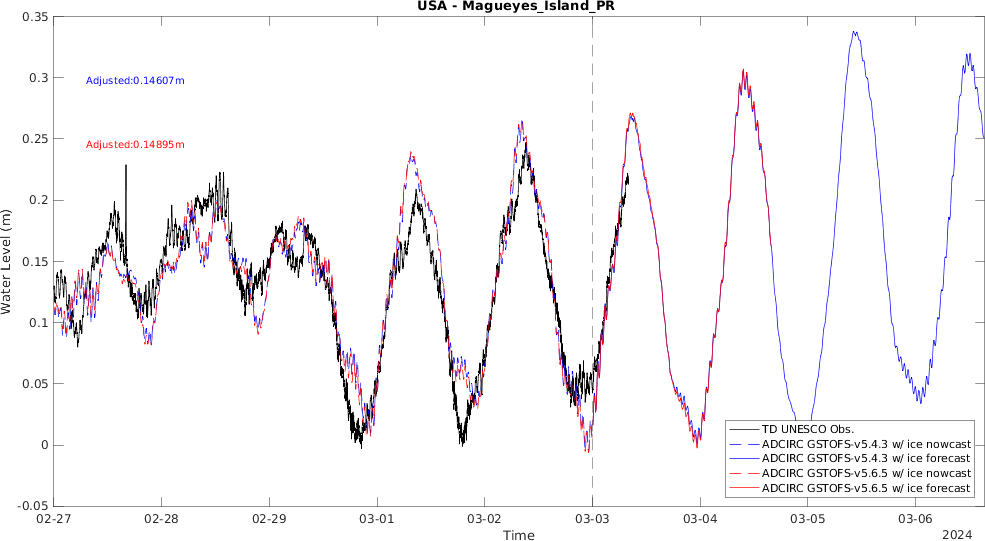 USA - Magueyes_Island_PR
0.35
0.3
0.25
0.2
0.15
0.1
0.05
0
-0.05
Water Level (m)
Adjusted:0.14607m
Adjusted:0.14895m
TD UNESCO Obs.
ADCIRC GSTOFS-v5.4.3 w/ ice nowcast
ADCIRC GSTOFS-v5.4.3 w/ ice forecast
ADCIRC GSTOFS-v5.6.5 w/ ice nowcast
ADCIRC GSTOFS-v5.6.5 w/ ice forecast
02-27 02-28 02-29 03-01 03-02 03-03 03-04 03-05 03-06
Time
2024